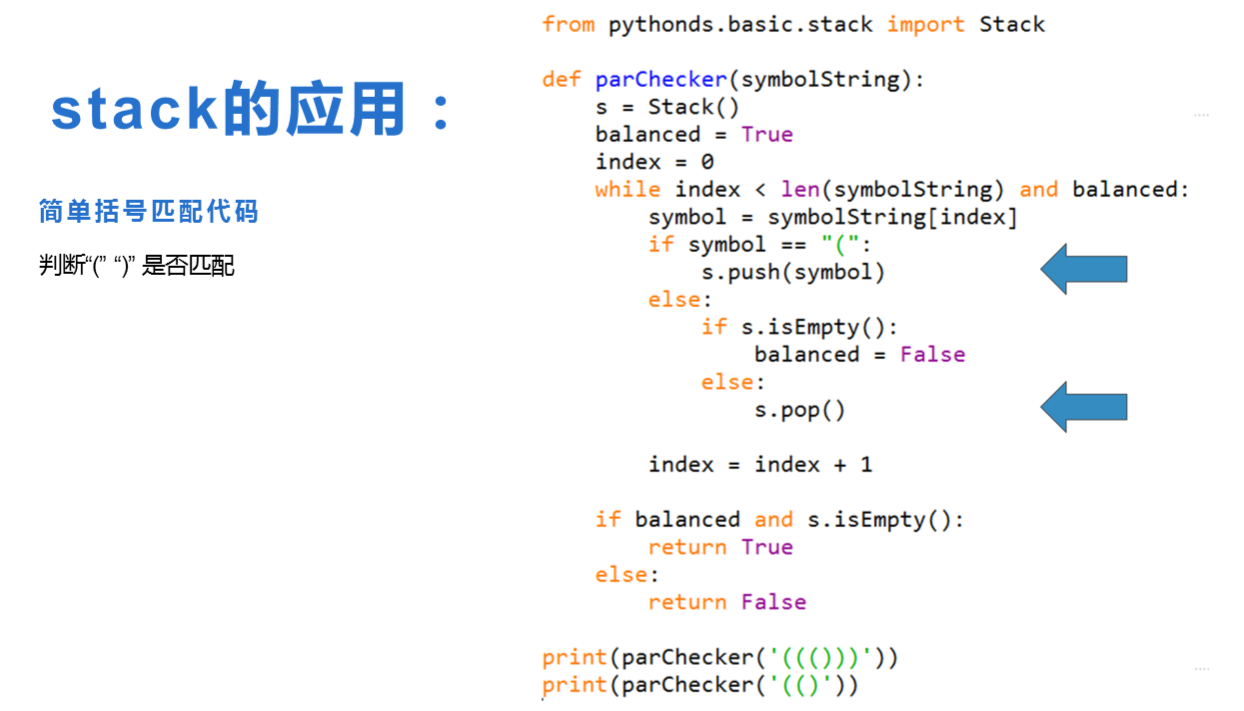 stack的应用：
简单括号匹配代码
判断“(” “)” 是否匹配
from pythonds.basic.stack import Stack
def parChecker(symbolString):
    s = Stack()
    balanced = True
    index = 0
    while index < len(symbolString) and balanced:
        symbol = symbolString[index]
        if symbol == "(":
            s.push(symbol)
        else:
            if s.isEmpty():
                balanced = False
            else:
                s.pop()
        index = index + 1
    if balanced and s.isEmpty():
        return True
    else:
        return False
print(parChecker('((()))'))
print(parChecker('(()'))